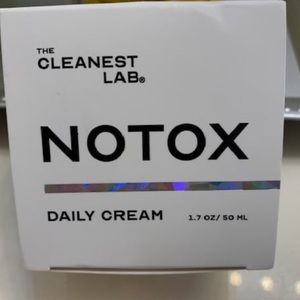 THE
CLEANEST
LAB®
NOTOX
DAILY CREAM 1.7 OZ/ 50 ML